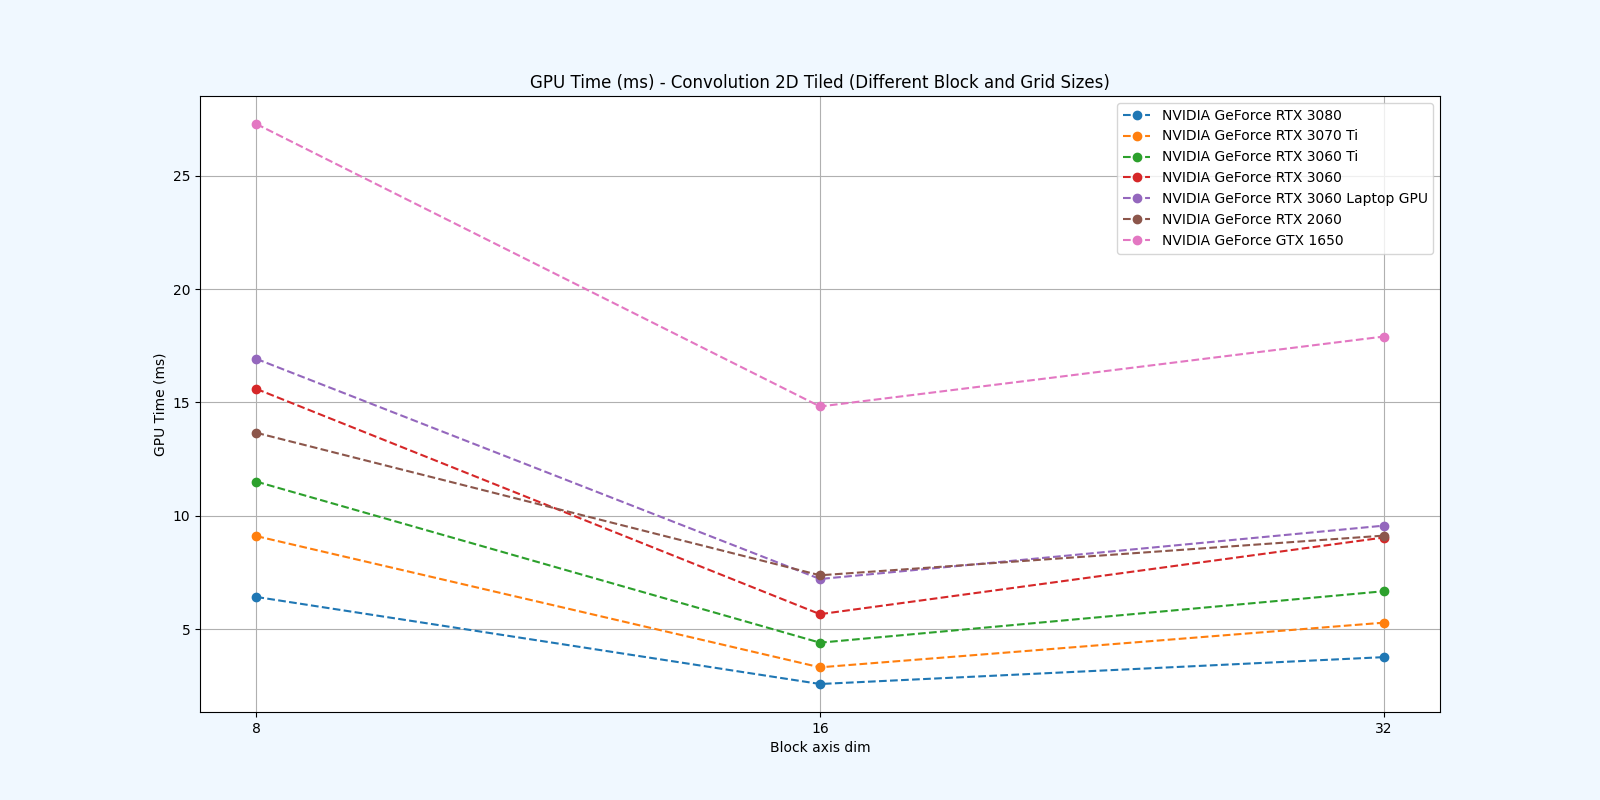 GPU Time (ms) - Convolution 2D Tiled (Different Block and Grid Sizes)
NVIDIA GeForce RTX 3080
NVIDIA GeForce RTX 3070 Ti
NVIDIA GeForce RTX 3060 Ti
NVIDIA GeForce RTX 3060
NVIDIA GeForce RTX 3060 Laptop GPU
NVIDIA GeForce RTX 2060
NVIDIA GeForce GTX 1650
GPU Time (ms)
25
20
15
10
5
8 16 32
Block axis dim